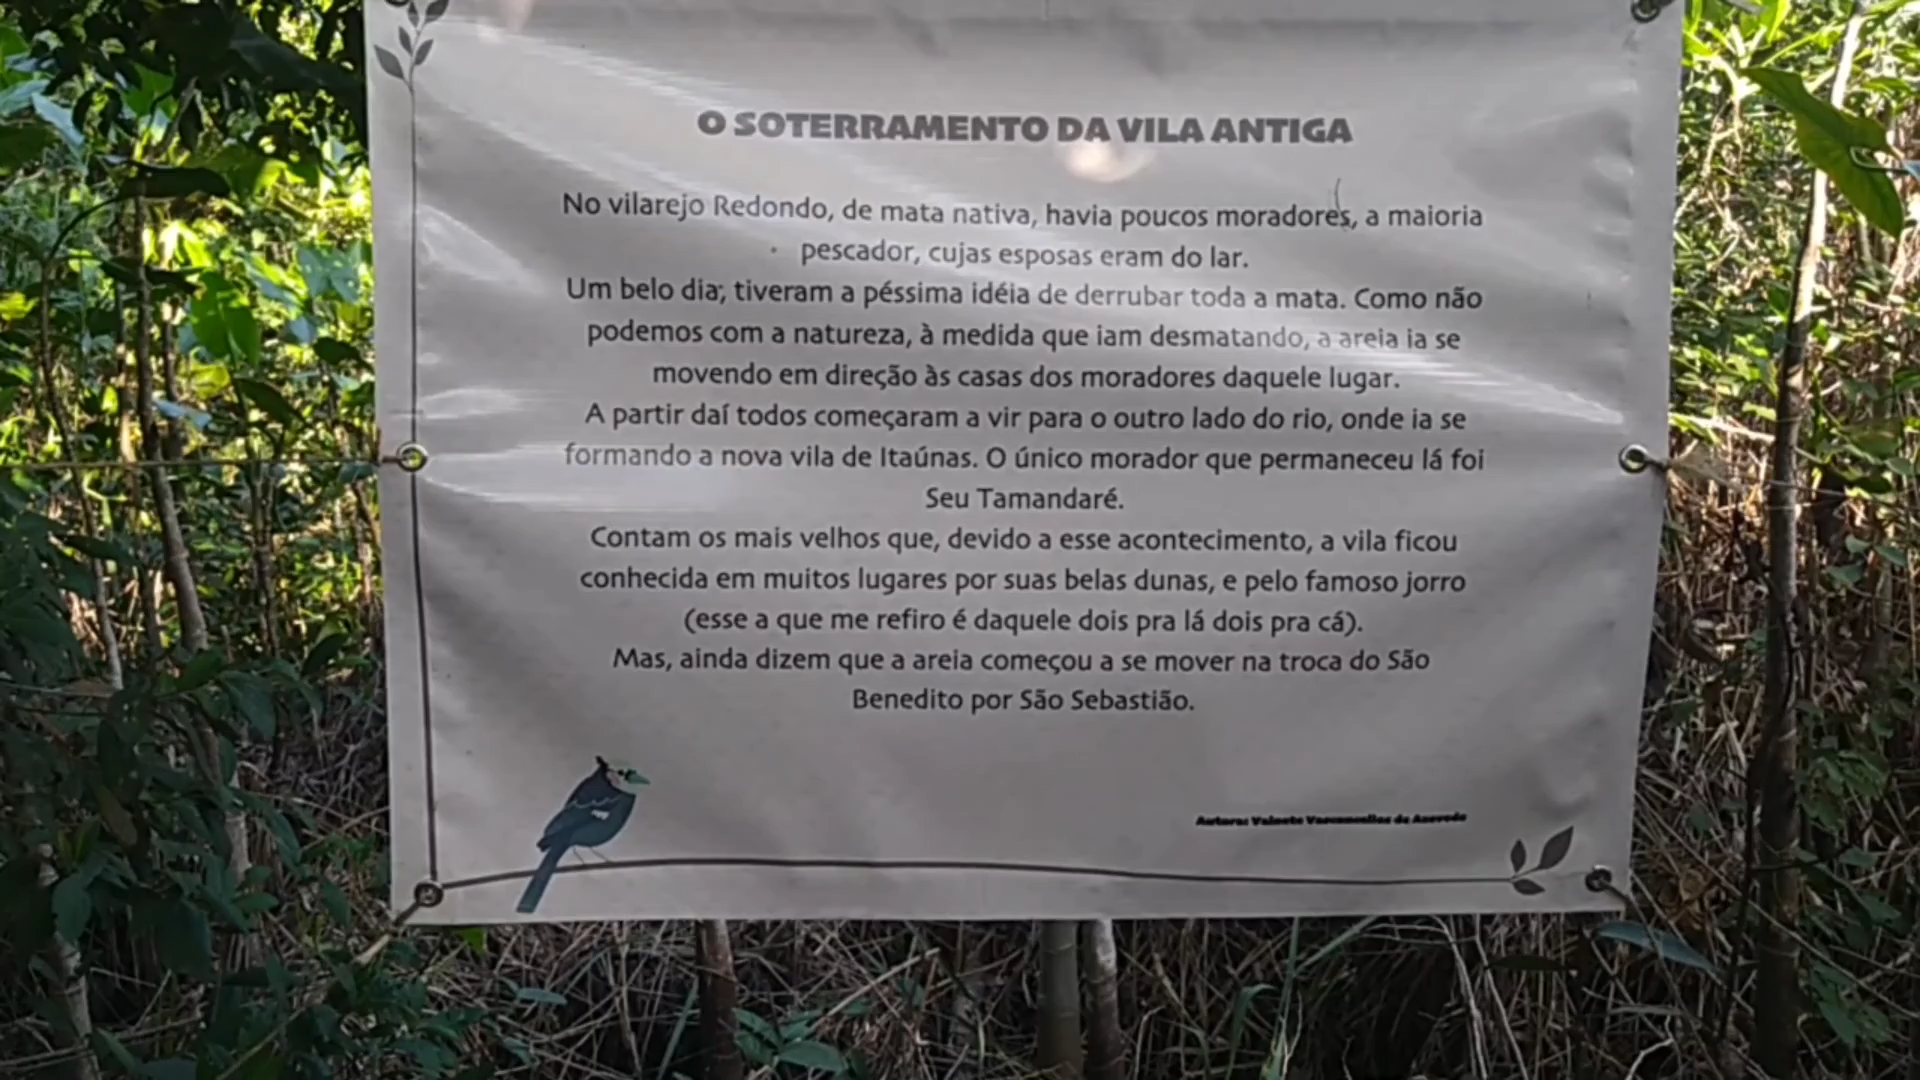 O SOTERRAMENTO DA VILA ANTIGA
No vilarejo Redondo, de mata nativa, havia poucos moradores, a maioria
pescador, cujas esposas eram do lar.
Um belo dia, tiveram a péssima idéia de derrubar toda a mata. Como não
podemos com a natureza, à medida que iam desmatando, a areia ia se
movendo em direção às casas dos moradores daquele lugar.
A partir daí todos começaram a vir para o outro lado do rio, onde ia se
formando a nova vila de Itaúnas. O único morador que permaneceu lá foi
Seu Tamandaré.
Contam os mais velhos que, devido a esse acontecimento, a vila ficou
conhecida em muitos lugares por suas belas dunas, e pelo famoso jorro
(esse a que me refiro é daquele dois pra lá dois pra cá).
Mas, ainda dizem que a areia começou a se mover na troca do São
Benedito por São Sebastião.
Autora: Valnete Vasconcellos de Azevedo